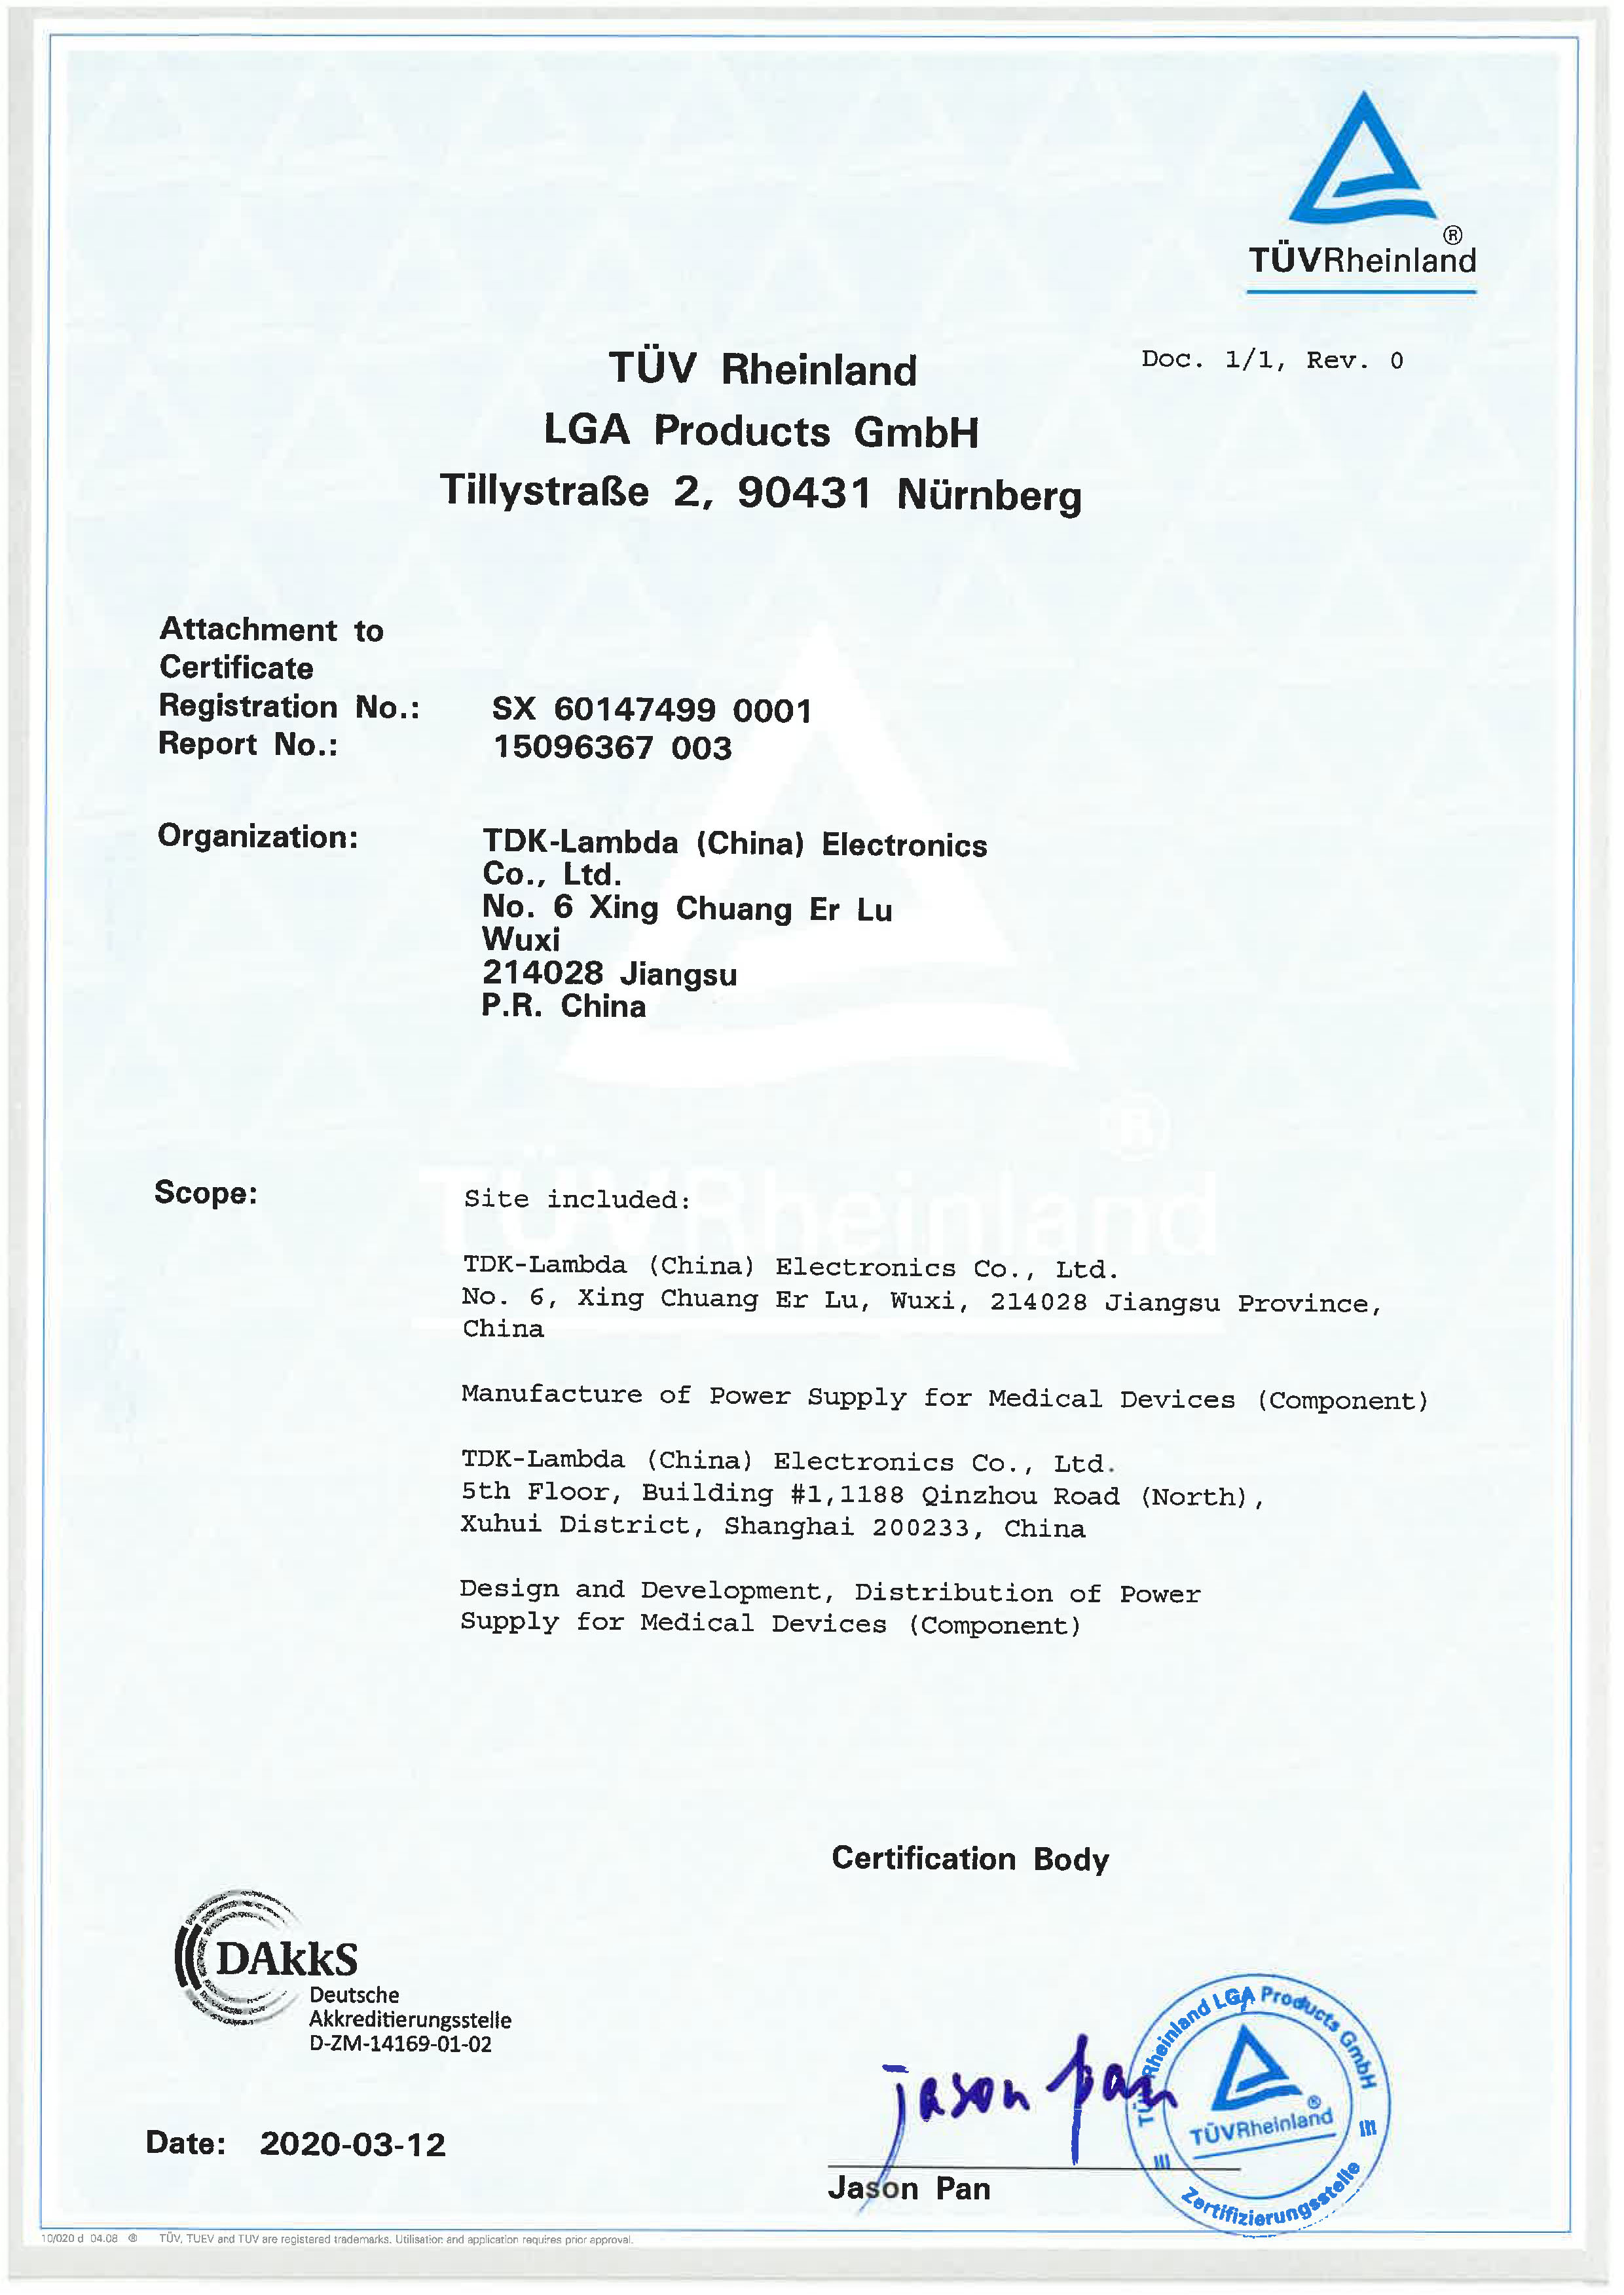 TÜVRheinland®
Doc. 1/1, Rev. 0
TÜV Rheinland
LGA Products GmbH
Tillystraße 2, 90431 Nürnberg
Attachment to
Certificate
Registration No.: SX 60147499 0001
Report No.: 15096367 003
Organization: TDK-Lambda (China) Electronics
Co., Ltd.
No. 6 Xing Chuang Er Lu
Wuxi
214028 Jiangsu
P.R. China
TÜVRheinland®
Scope: Site included:
TDK-Lambda (China) Electronics Co., Ltd.
No. 6, Xing Chuang Er Lu, Wuxi, 214028 Jiangsu Province,
China
Manufacture of Power Supply for Medical Devices (Component)
TDK-Lambda (China) Electronics Co., Ltd.
5th Floor, Building #1,1188 Qinzhou Road (North),
Xuhui District, Shanghai 200233, China
Design and Development, Distribution of Power
Supply for Medical Devices (Component)
Certification Body
DAkkS
Deutsche
Akkreditierungsstelle
D-ZM-14169-01-02
Date: 2020-03-12
jason pan
Jason Pan
TÜV Rheinland LGA Products GmbH
TÜVRheinland®
Zertifizierungsstelle
10/020 d 04.08 ® TÜV, TUEV and TUV are registered trademarks. Utilisation and application requires prior approval.